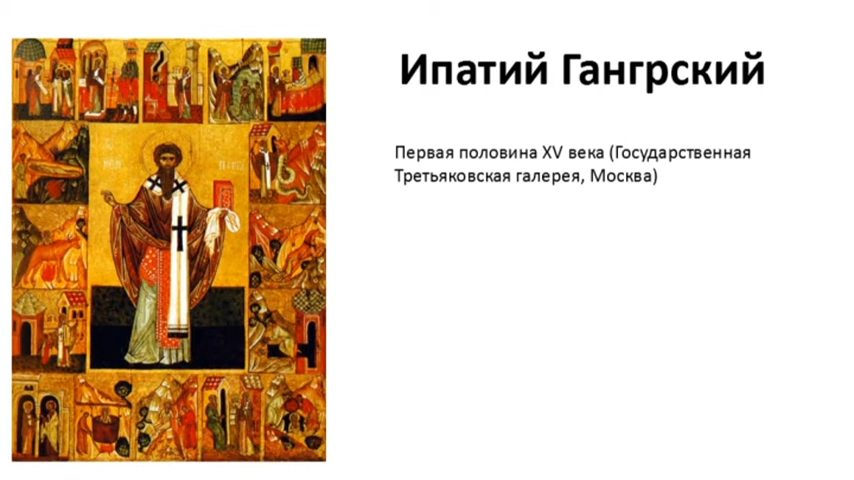 Ипатий Гангрский
Первая половина XV века (Государственная
Третьяковская галерея, Москва)